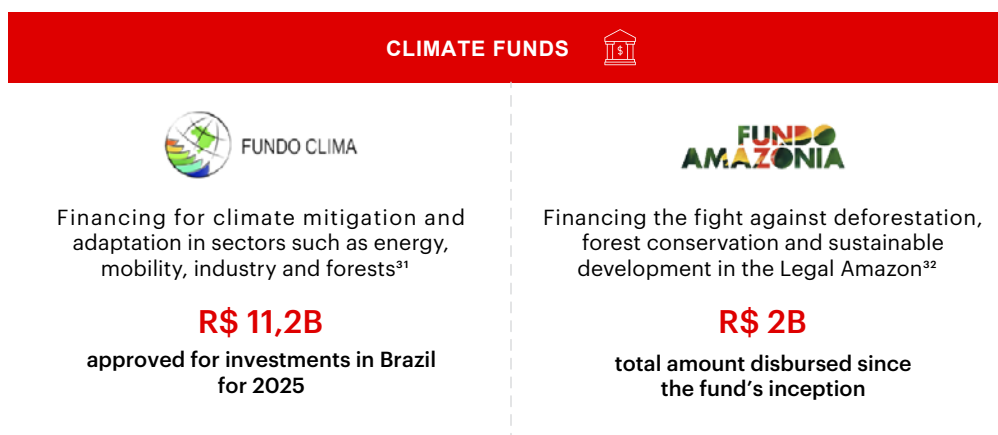 CLIMATE FUNDS
$
FUNDO CLIMA
Financing for climate mitigation and
adaptation in sectors such as energy,
mobility, industry and forests³¹
R$ 11,2B
approved for investments in Brazil
for 2025
FUNDO
AMAZONIA
Financing the fight against deforestation,
forest conservation and sustainable
development in the Legal Amazon³²
R$ 2B
total amount disbursed since
the fund's inception